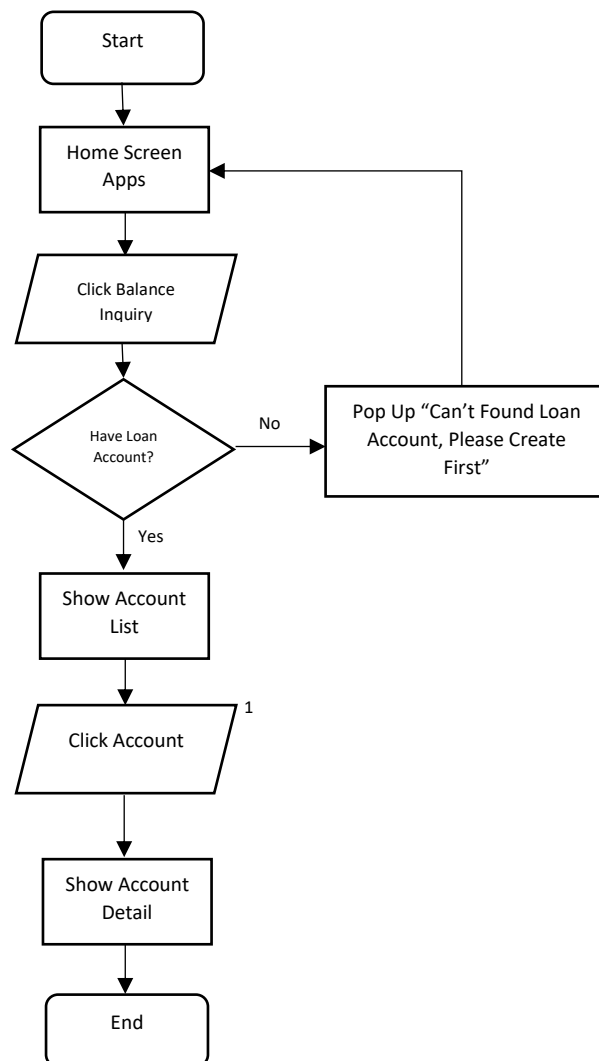 Start
Home Screen
Apps
Click Balance
Inquiry
Have Loan
Account?
No
Pop Up “Can’t Found Loan
Account, Please Create
First”
Yes
Show Account
List
1
Click Account
Show Account
Detail
End